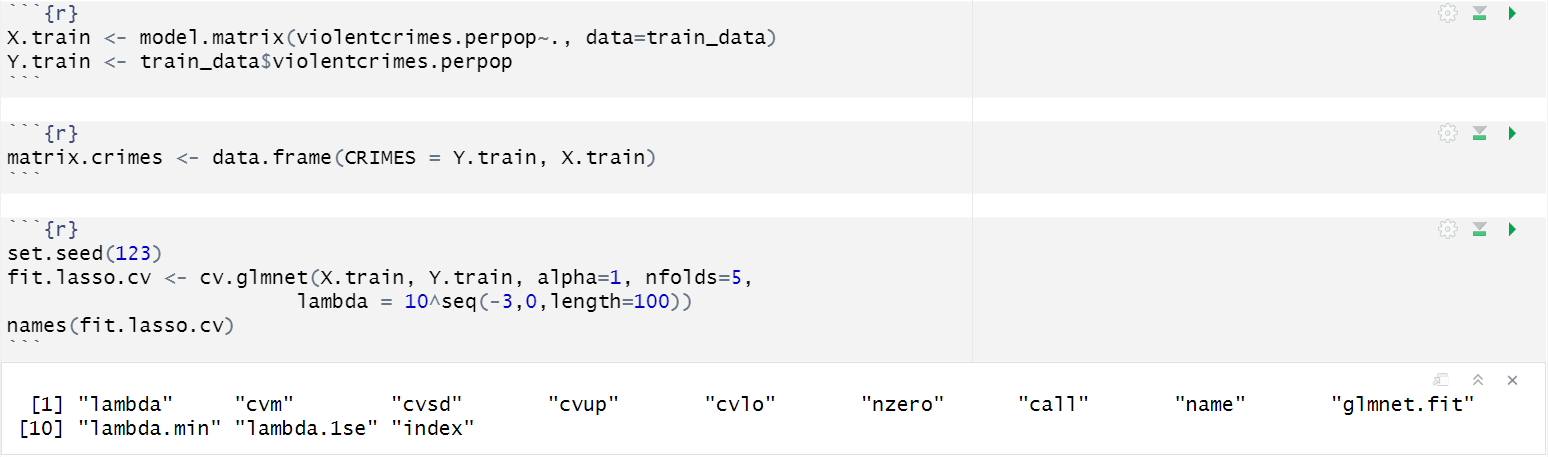 ```{r}
X.train <- model.matrix(violentcrimes.perpop~., data=train_data)
Y.train <- train_data$violentcrimes.perpop
```
```{r}
matrix.crimes <- data.frame(CRIMES = Y.train, X.train)
```
```{r}
set.seed(123)
fit.lasso.cv <- cv.glmnet(X.train, Y.train, alpha=1, nfolds=5,
                        lambda = 10^seq(-3,0,length=100))
names(fit.lasso.cv)
```
 [1] "lambda"     "cvm"        "cvsd"       "cvup"       "cvlo"       "nzero"      "call"       "name"       "glmnet.fit"
[10] "lambda.min" "lambda.1se" "index"